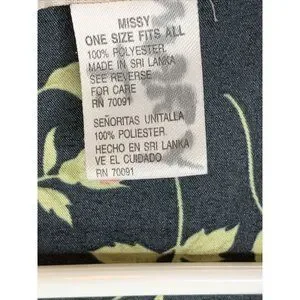 MISSY
ONE SIZE FITS ALL
100% POLYESTER
MADE IN SRI LANKA
SEE REVERSE
FOR CARE
RN 70091
SEÑORITAS UNITALLA
100% POLIESTER
HECHO EN SRI LANKA
VE EL CUIDADO
RN 70091